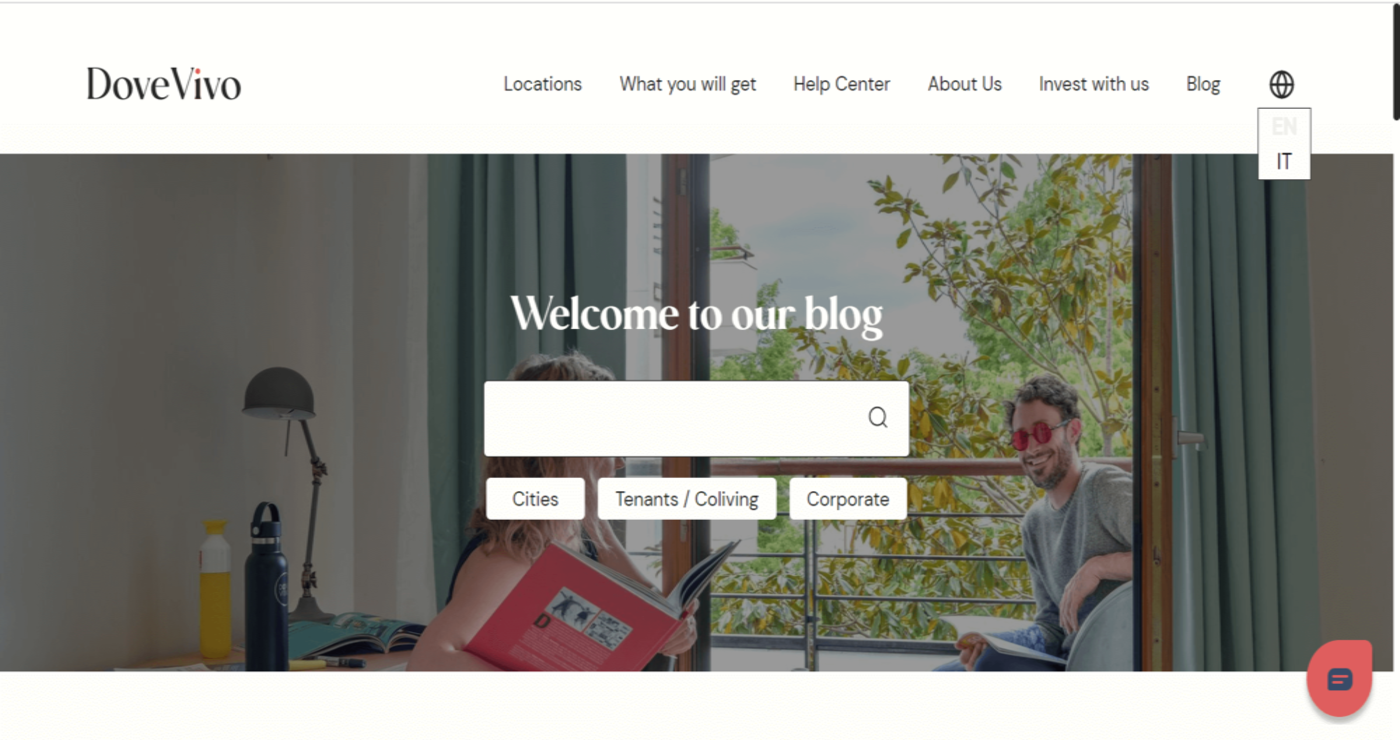 DoveVivo
Locations What you will get Help Center About Us Invest with us Blog
EN
IT
Welcome to our blog
Cities Tenants / Coliving Corporate
D